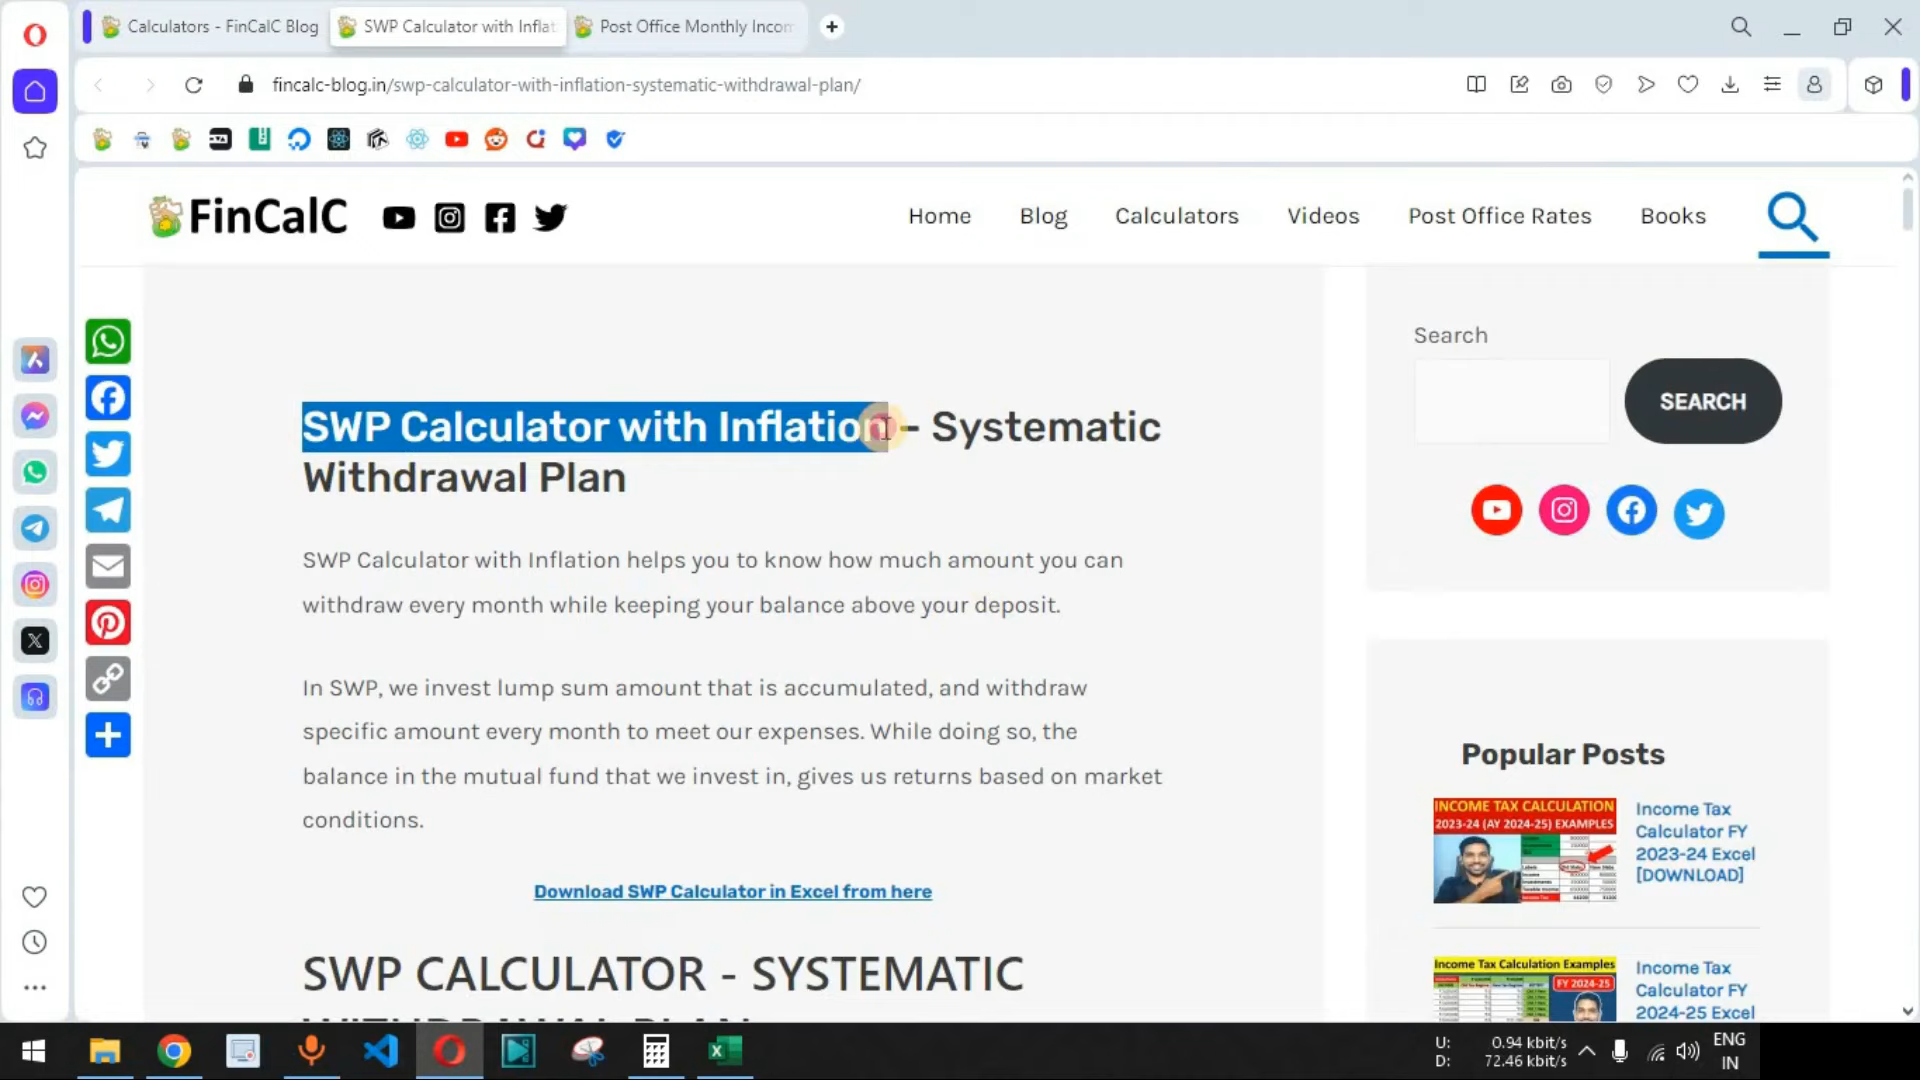 Calculators - FinCalC Blog
SWP Calculator with Inflat
Post Office Monthly Incom
fincalc-blog.in/swp-calculator-with-inflation-systematic-withdrawal-plan/
FinCalC
Home
Blog
Calculators
Videos
Post Office Rates
Books
SWP Calculator with Inflation - Systematic
Withdrawal Plan
SWP Calculator with Inflation helps you to know how much amount you can
withdraw every month while keeping your balance above your deposit.
In SWP, we invest lump sum amount that is accumulated, and withdraw
specific amount every month to meet our expenses. While doing so, the
balance in the mutual fund that we invest in, gives us returns based on market
conditions.
Download SWP Calculator in Excel from here
SWP CALCULATOR - SYSTEMATIC
WITHDRAWAL PLAN
Search
SEARCH
Popular Posts
INCOME TAX CALCULATION
2023-24 (AY 2024-25) EXAMPLES
Income Tax
Calculator FY
2023-24 Excel
[DOWNLOAD]
Income Tax Calculation Examples
FY 2024-25
Income Tax
Calculator FY
2024-25 Excel
U: 0.94 kbit/s
D: 72.46 kbit/s
ENG
IN